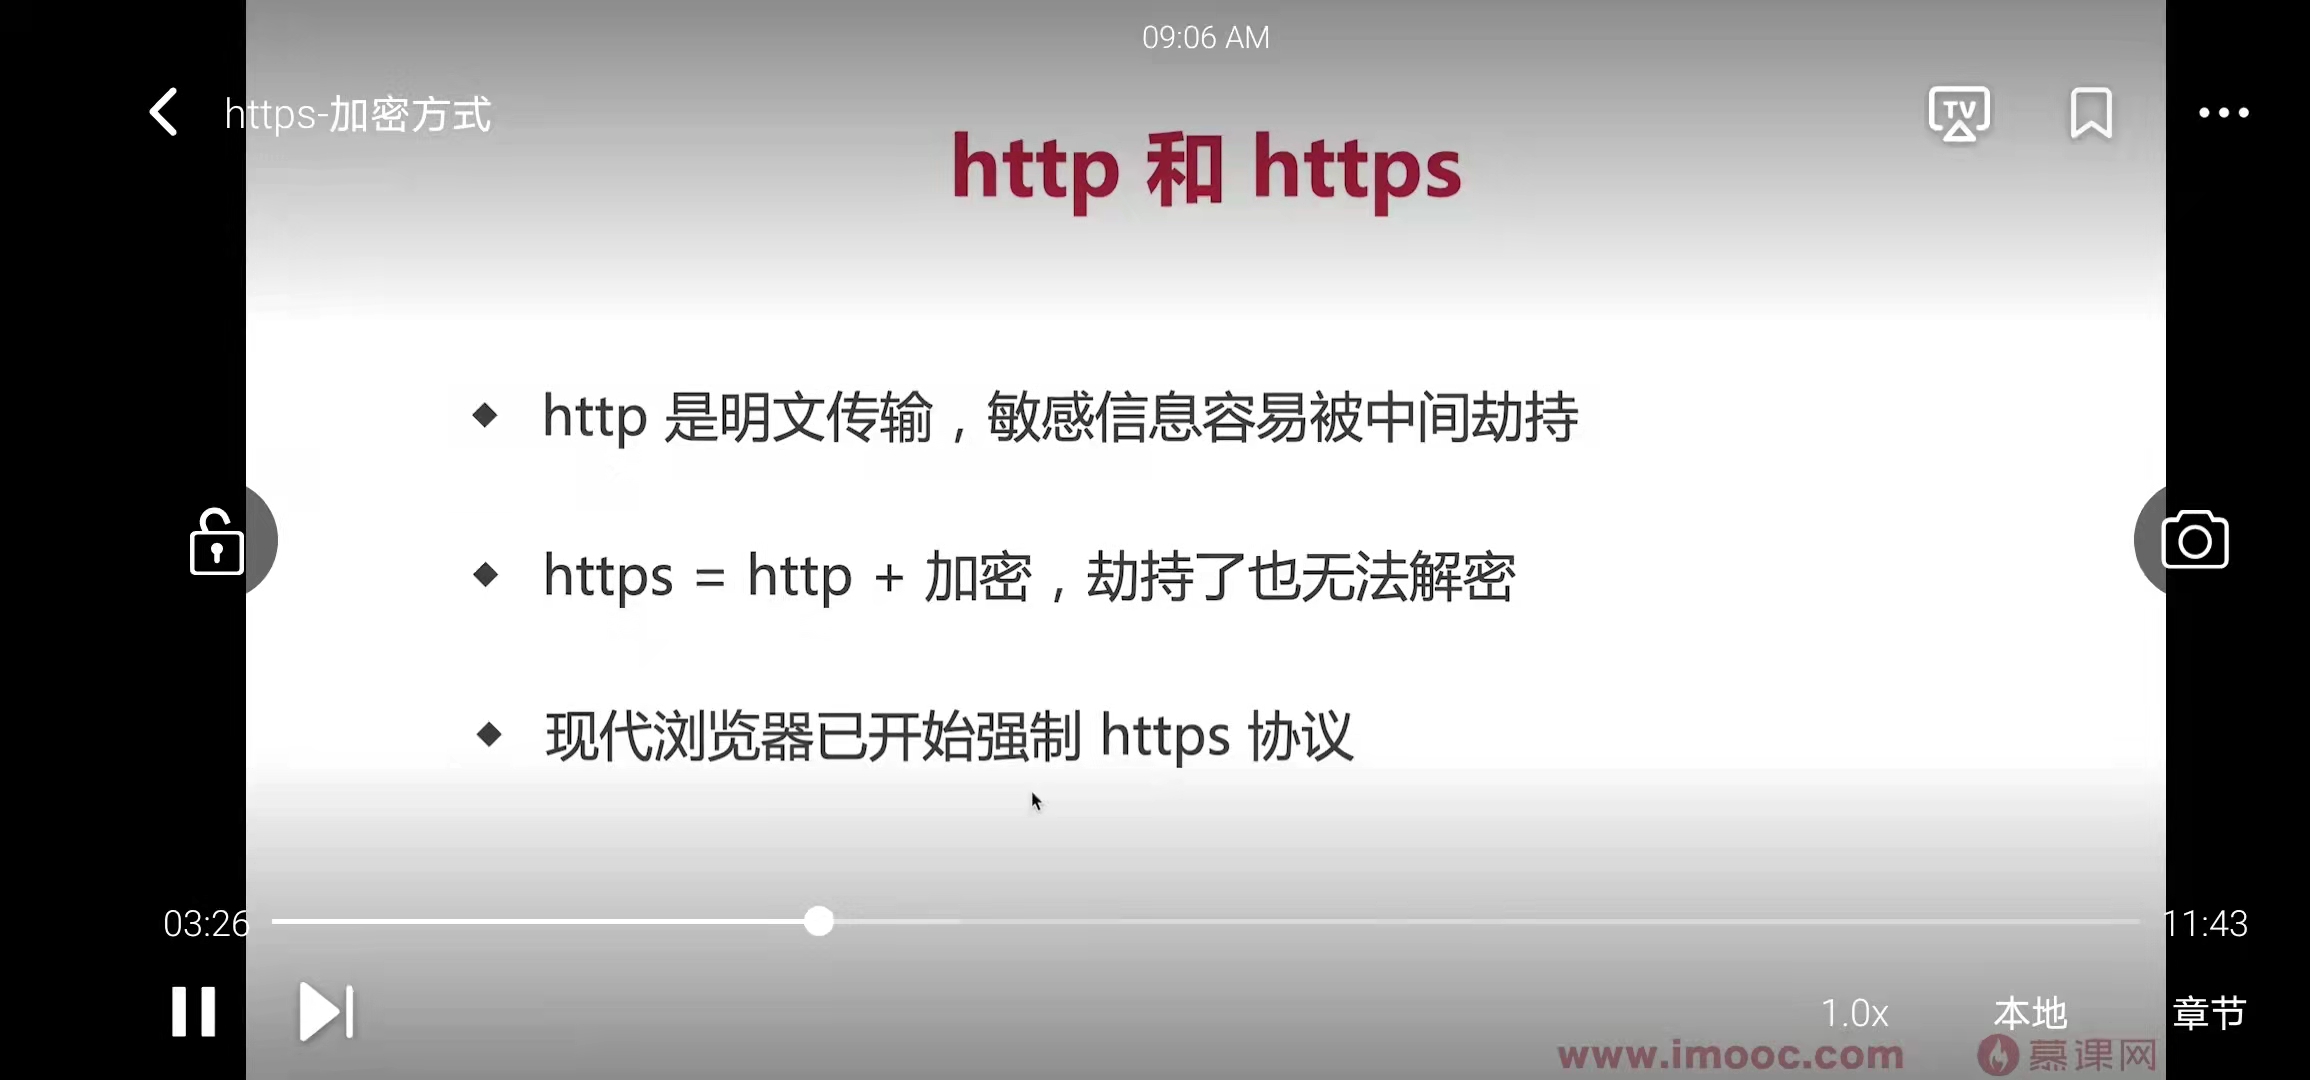 09:06 AM
https-加密方式
TV
http 和 https
http 是明文传输，敏感信息容易被中间劫持
https = http + 加密，劫持了也无法解密
现代浏览器已开始强制 https 协议
03:26
11:43
1.0x 本地 章节
www.imooc.com 慕课网